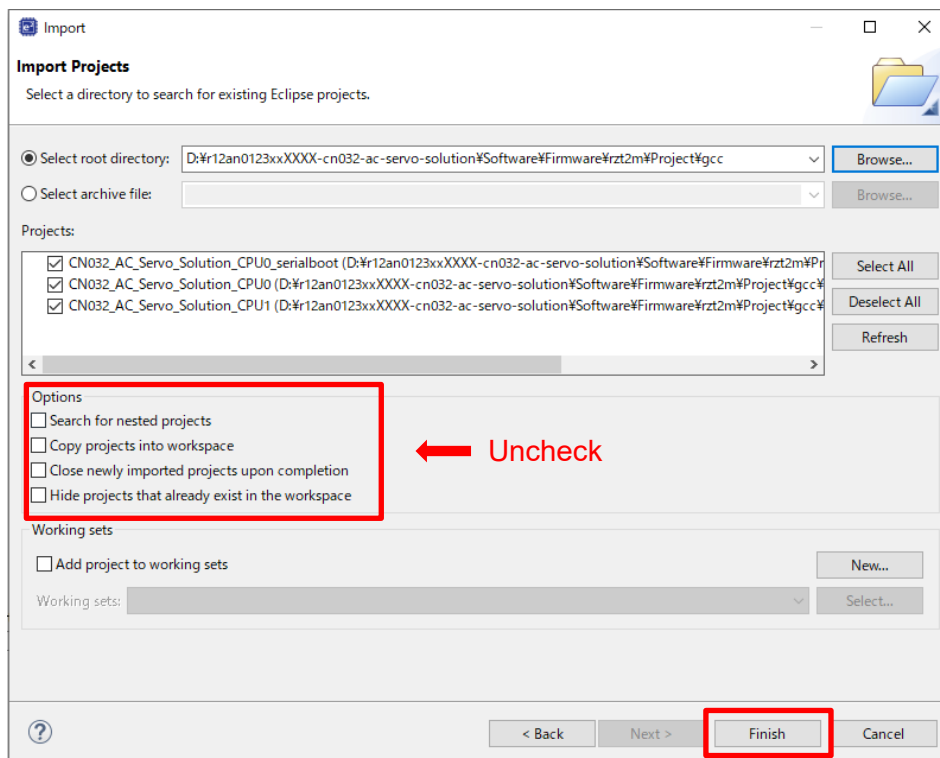 Import
Import Projects
Select a directory to search for existing Eclipse projects.
Select root directory: D:¥r12an0123xxXXXX-cn032-ac-servo-solution¥Software¥Firmware¥rzt2m¥Project¥gcc Browse...
Select archive file: Browse...
Projects:
CN032_AC_Servo_Solution_CPU0_serialboot (D:¥r12an0123xxXXXX-cn032-ac-servo-solution¥Software¥Firmware¥rzt2m¥Pr Select All
CN032_AC_Servo_Solution_CPU0 (D:¥r12an0123xxXXXX-cn032-ac-servo-solution¥Software¥Firmware¥rzt2m¥Project¥gcc¥
CN032_AC_Servo_Solution_CPU1 (D:¥r12an0123xxXXXX-cn032-ac-servo-solution¥Software¥Firmware¥rzt2m¥Project¥gcc¥ Deselect All
Refresh
Options
Search for nested projects
Copy projects into workspace
Uncheck
Close newly imported projects upon completion
Hide projects that already exist in the workspace
Working sets
Add project to working sets New...
Working sets: Select...
< Back Next > Finish Cancel